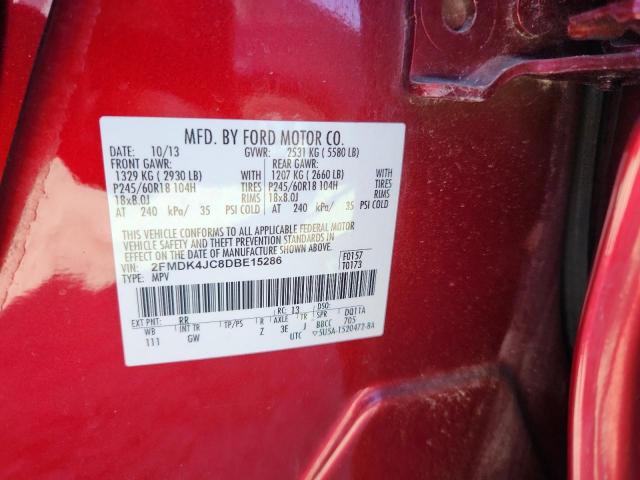 MFD. BY FORD MOTOR CO.
DATE: 10/13 GVWR: 2531 KG ( 5580 LB)
FRONT GAWR: REAR GAWR:
1329 KG ( 2930 LB) WITH 1207 KG ( 2660 LB) WITH
P245/60R18 104H TIRES P245/60R18 104H TIRES
18x8.0J RIMS 18x8.0J RIMS
AT 240 kPa/ 35 PSI COLD AT 240 kPa/ 35 PSI COLD
THIS VEHICLE CONFORMS TO ALL APPLICABLE FEDERAL MOTOR
VEHICLE SAFETY AND THEFT PREVENTION STANDARDS IN
EFFECT ON THE DATE OF MANUFACTURE SHOWN ABOVE.
VIN: 2FMDK4JC8DBE15286 F0157
TYPE: MPV T0173
EXT PNT: RR RC: 13 DSO:
WB INT TR TP/PS R AXLE TR SPR DQ11A
111 GW Z 3E J BBCC 705
UTC 5U5A-1520472-BA